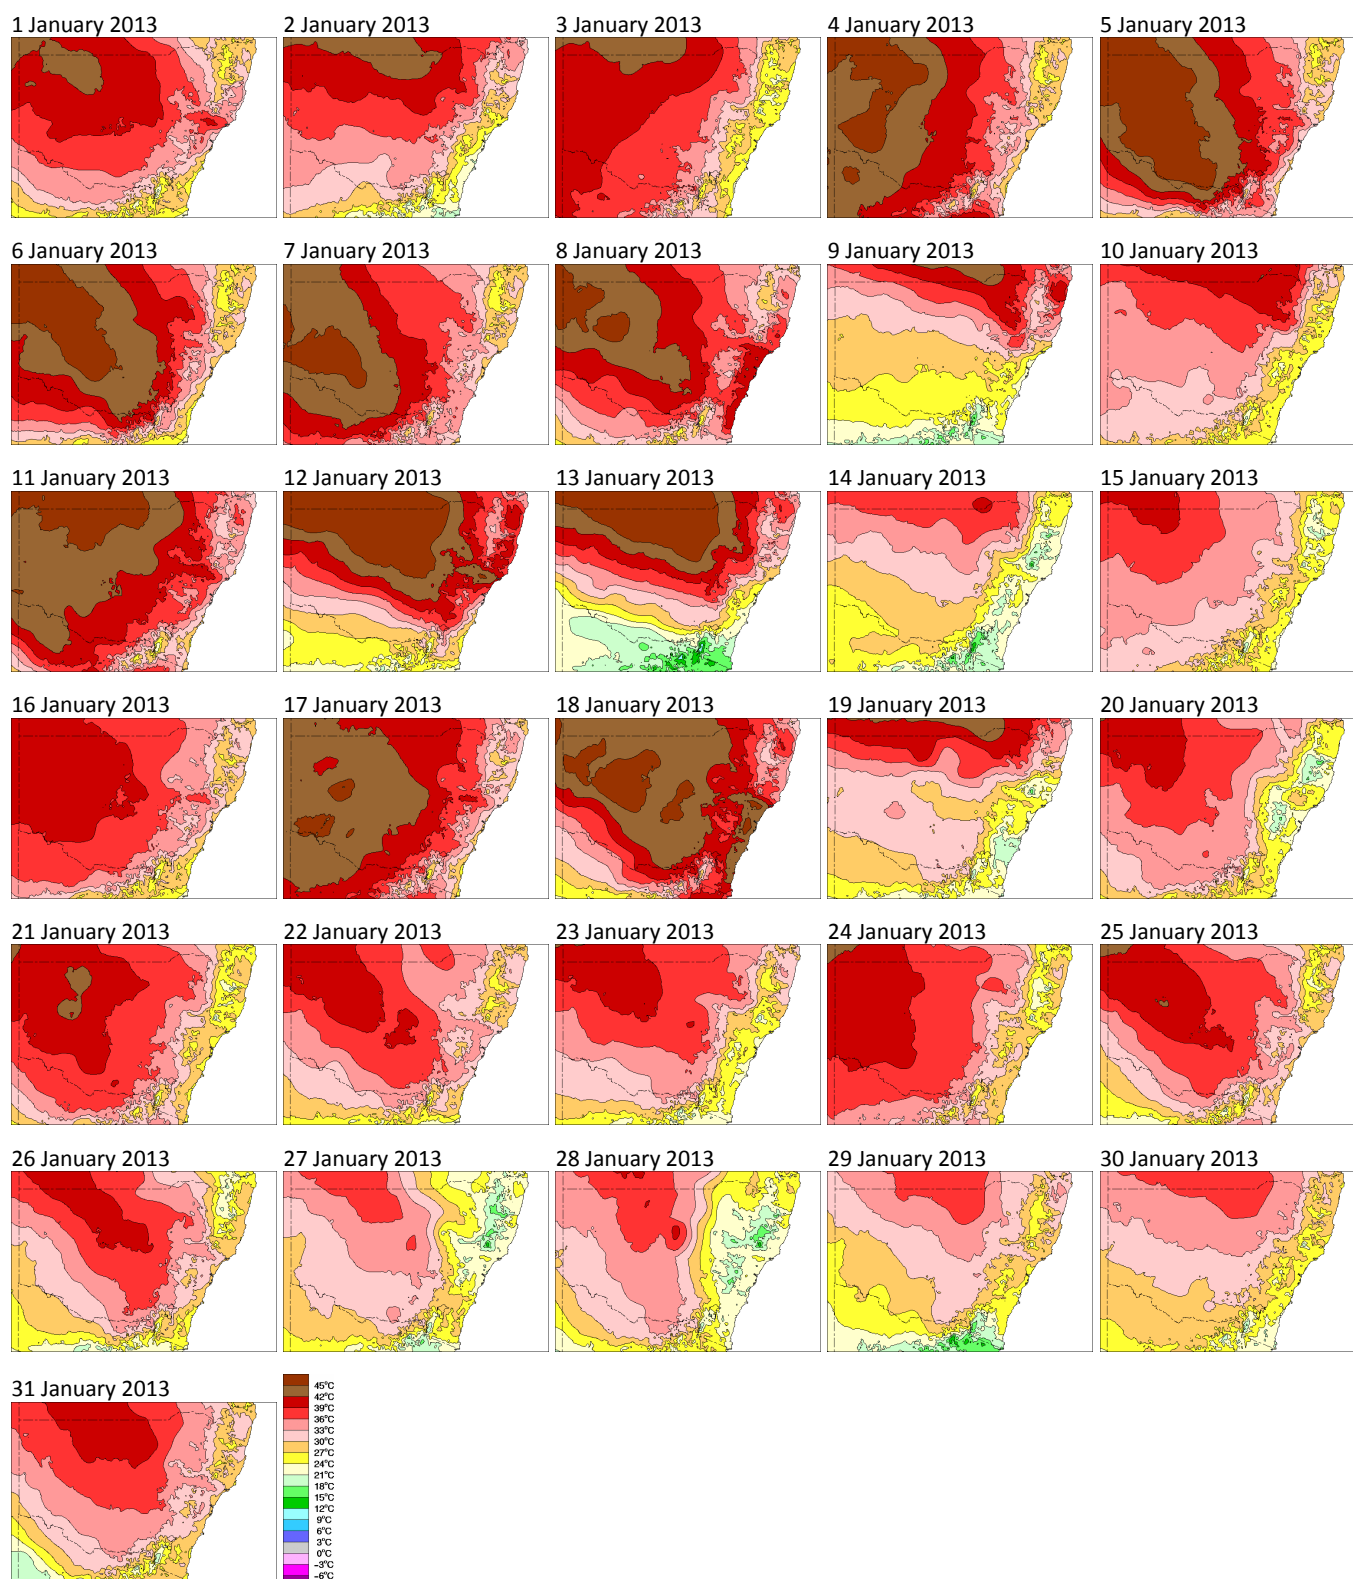 1 January 2013
2 January 2013
3 January 2013
4 January 2013
5 January 2013
6 January 2013
7 January 2013
8 January 2013
9 January 2013
10 January 2013
11 January 2013
12 January 2013
13 January 2013
14 January 2013
15 January 2013
16 January 2013
17 January 2013
18 January 2013
19 January 2013
20 January 2013
21 January 2013
22 January 2013
23 January 2013
24 January 2013
25 January 2013
26 January 2013
27 January 2013
28 January 2013
29 January 2013
30 January 2013
31 January 2013
45°C
42°C
39°C
36°C
33°C
30°C
27°C
24°C
21°C
18°C
15°C
12°C
9°C
6°C
3°C
0°C
-3°C
-6°C